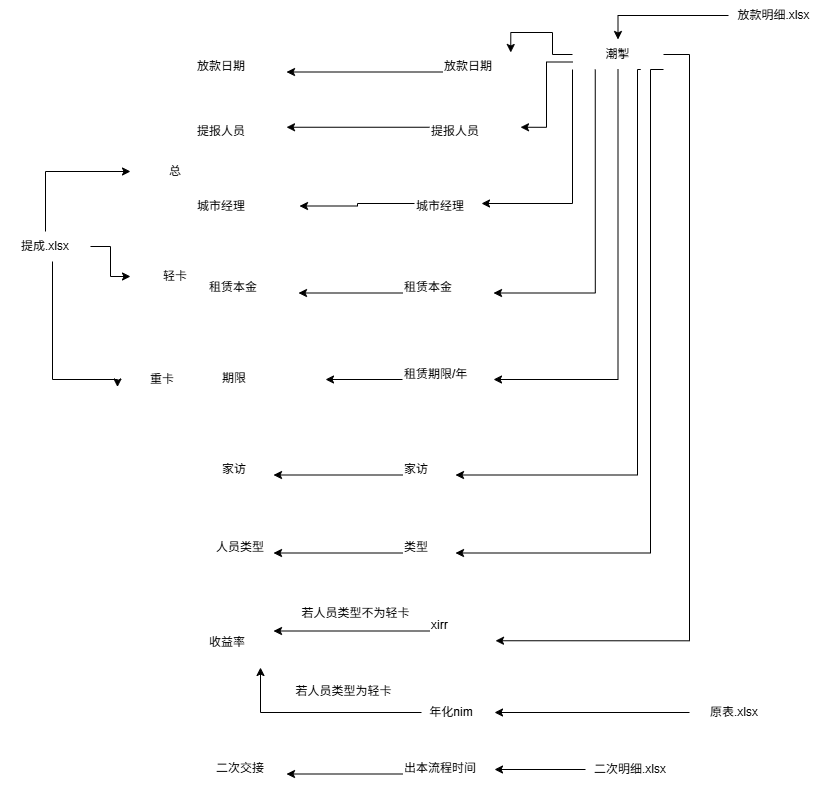 放款明细.xlsx
潮掣
放款日期
放款日期
提报人员
提报人员
总
城市经理
城市经理
提成.xlsx
轻卡
租赁本金
租赁本金
重卡
期限
租赁期限/年
家访
家访
人员类型
类型
若人员类型不为轻卡
xirr
收益率
若人员类型为轻卡
年化nim
原表.xlsx
二次交接
出本流程时间
二次明细.xlsx